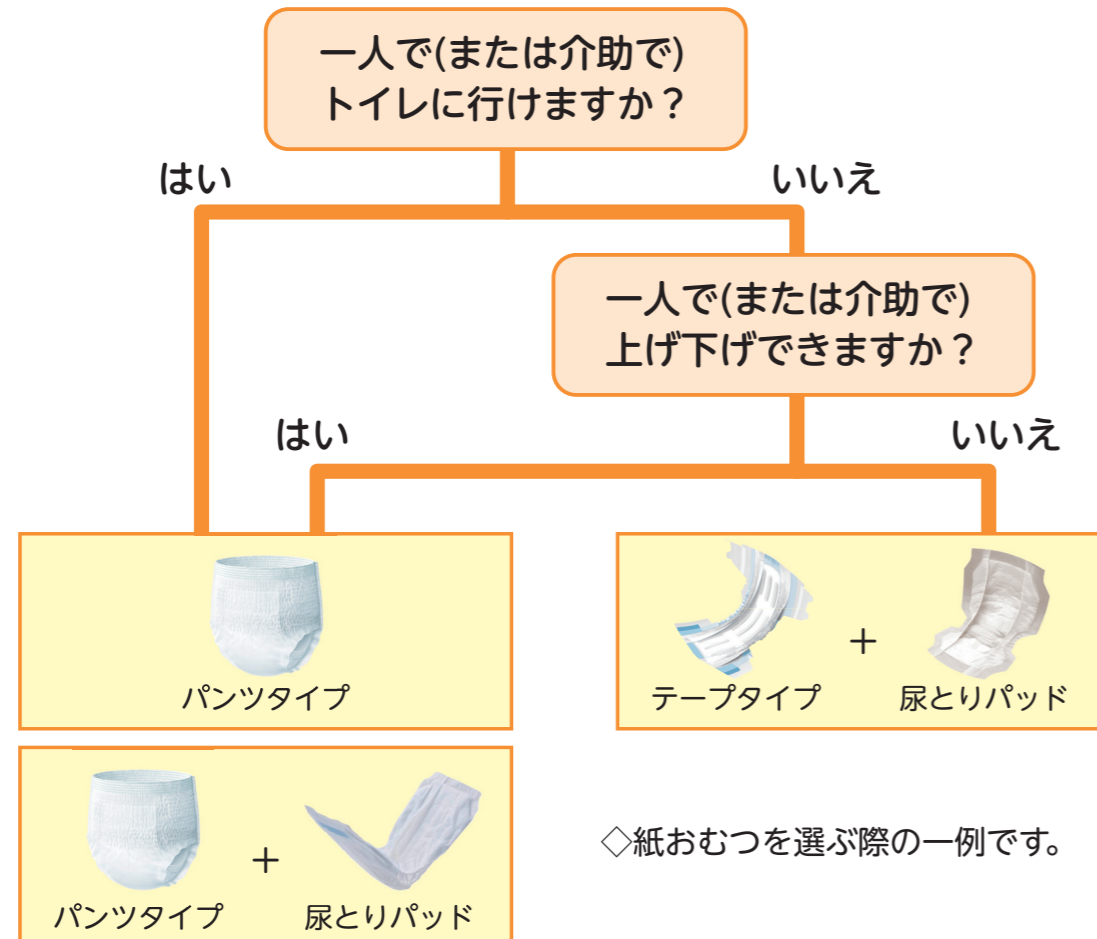 一人で(または介助で)
トイレに行けますか？
はい
いいえ
一人で(または介助で)
上げ下げできますか？
はい
いいえ
パンツタイプ
テープタイプ
+
尿とりパッド
パンツタイプ
+
尿とりパッド
◇紙おむつを選ぶ際の一例です。